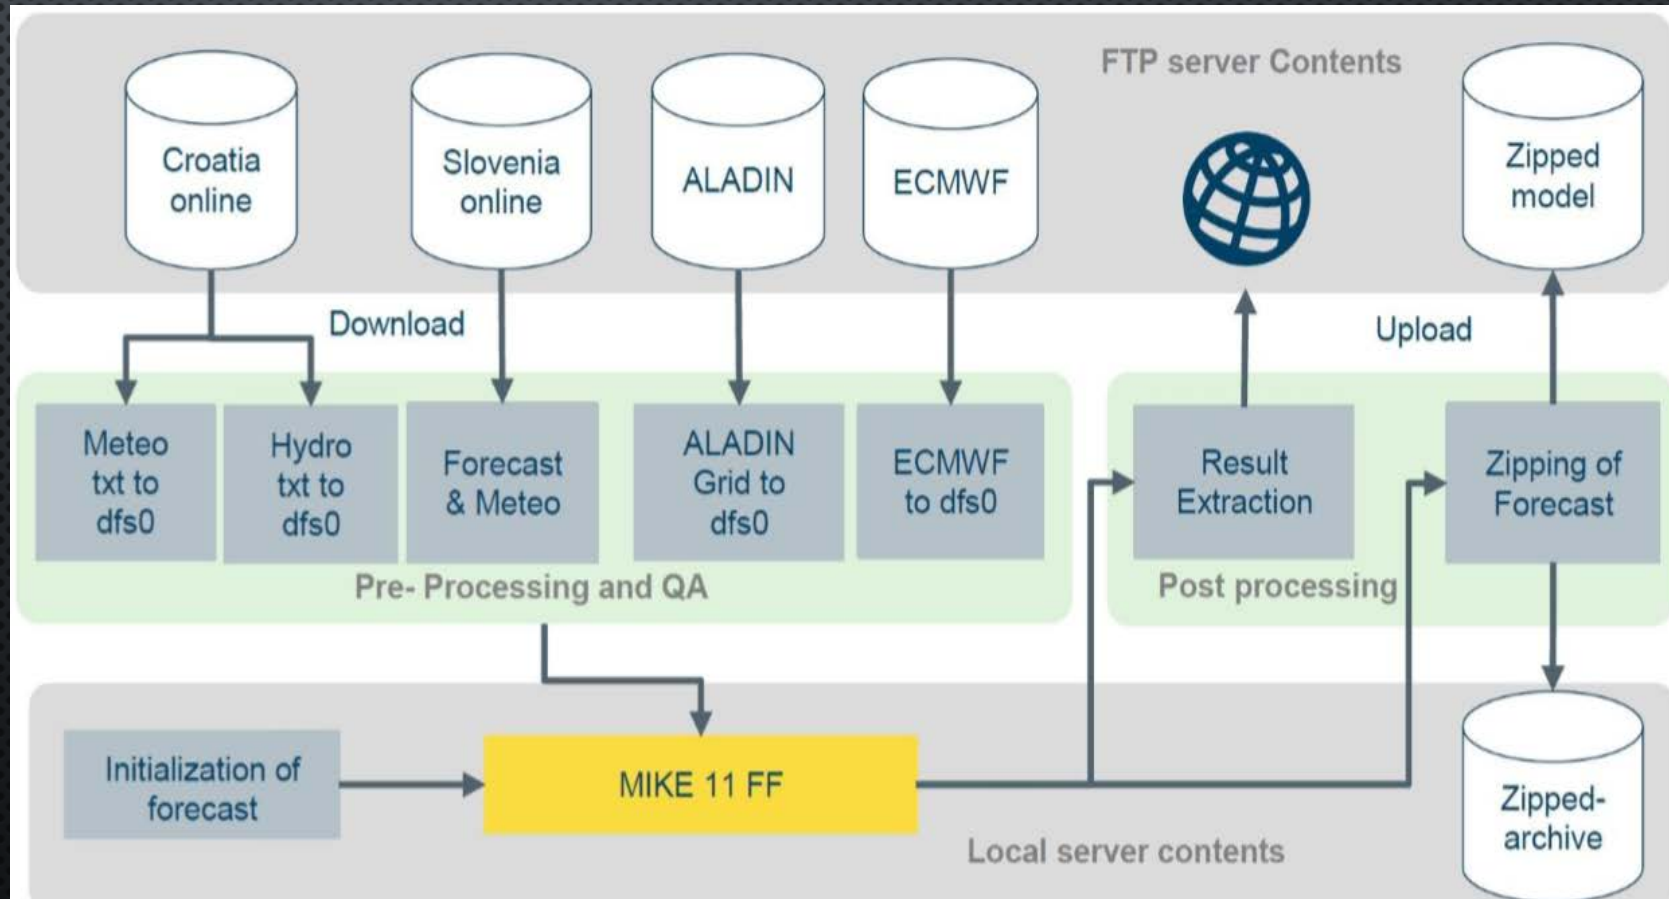 FTP server Contents
Croatia
online
Slovenia
online
ALADIN
ECMWF
Zipped
model
Download
Upload
Meteo
txt to
dfs0
Hydro
txt to
dfs0
Forecast
& Meteo
ALADIN
Grid to
dfs0
ECMWF
to dfs0
Result
Extraction
Zipping of
Forecast
Pre- Processing and QA
Post processing
Initialization of
forecast
MIKE 11 FF
Zipped-
archive
Local server contents